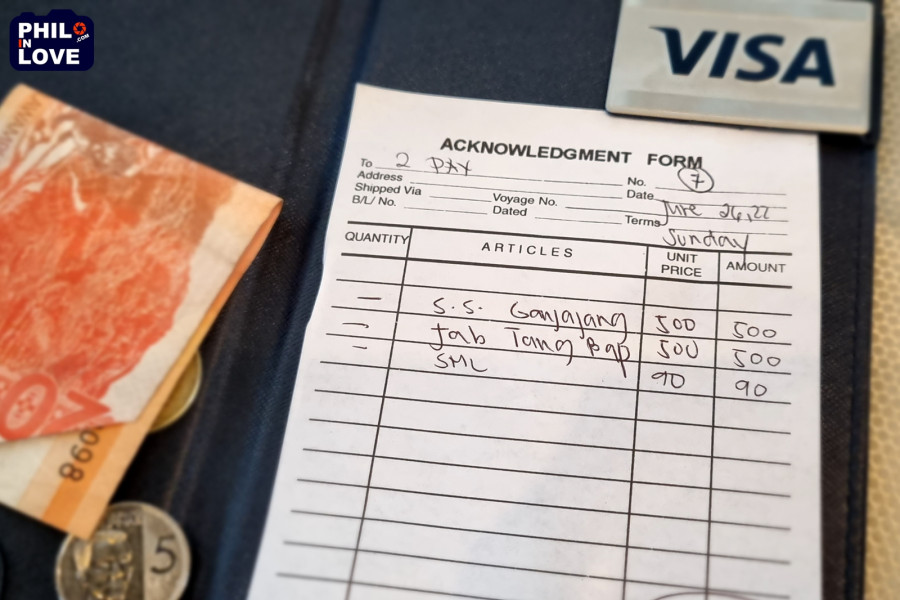 PHIL
IN
.COM
LOVE
VISA
ACKNOWLEDGMENT FORM
To 2 PAX
No. 7
Address
Date June 26, 22
Shipped Via
Voyage No.
B/L/ No.
Dated
Terms
Sunday
QUANTITY ARTICLES UNIT PRICE AMOUNT
– S.S. Ganjajang 500 500
= Jab Tang Bap 500 500
= SML 90 90
098
5